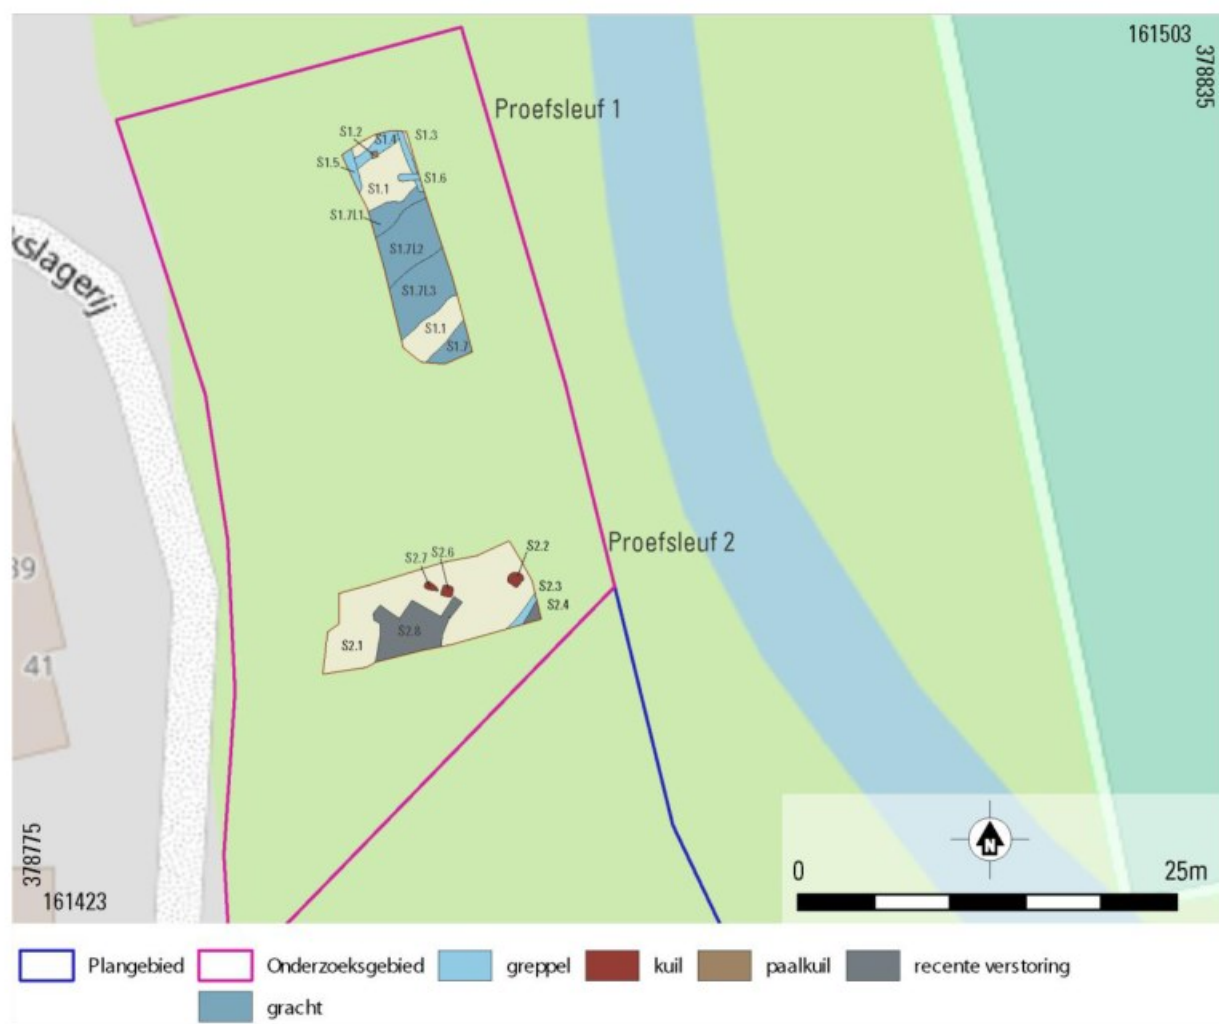 161503
378835
Proefsleuf 1
S1.2
S1.4
S1.3
S1.5
S1.6
S1.1
S1.7L1
S1.7L2
S1.7L3
S1.1
S1.7
kslagerij
Proefsleuf 2
S2.7
S2.6
S2.2
S2.3
S2.4
S2.8
S2.1
39
41
378775
161423
N
0 25m
Plangebied Onderzoeksgebied greppel kuil paalkuil recente verstoring
gracht